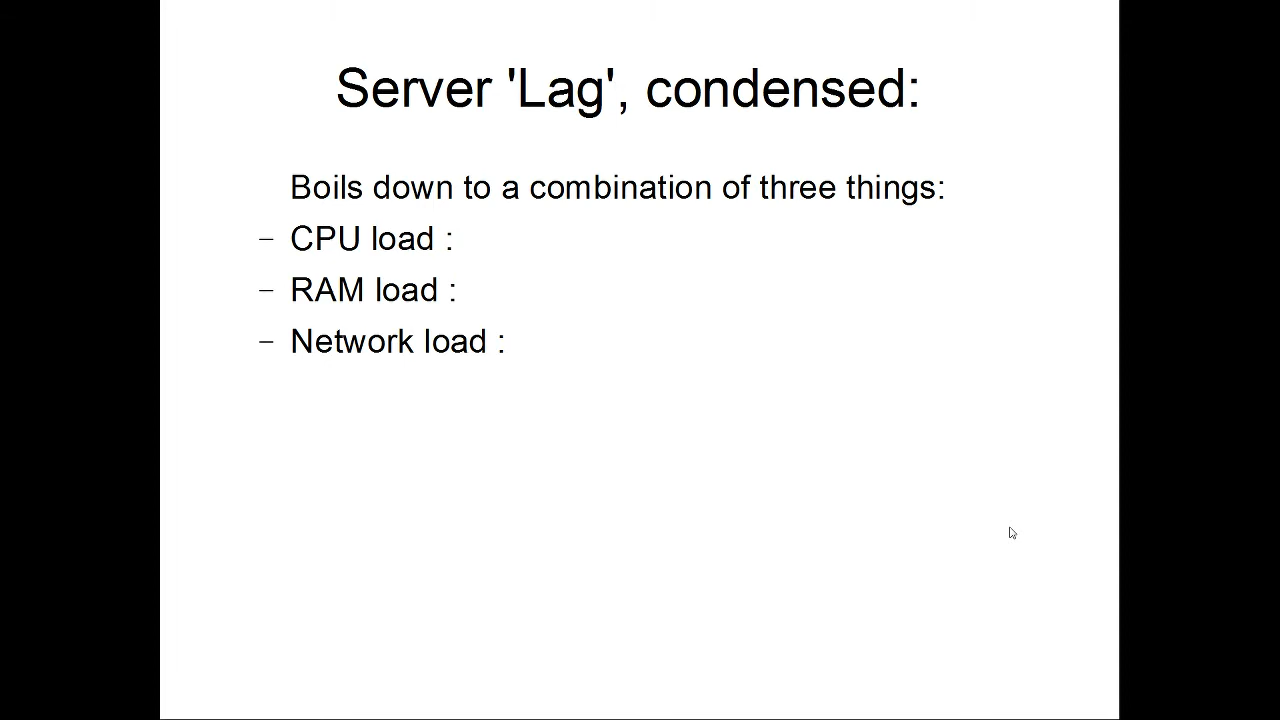 Server 'Lag', condensed:
Boils down to a combination of three things:
– CPU load :
– RAM load :
– Network load :